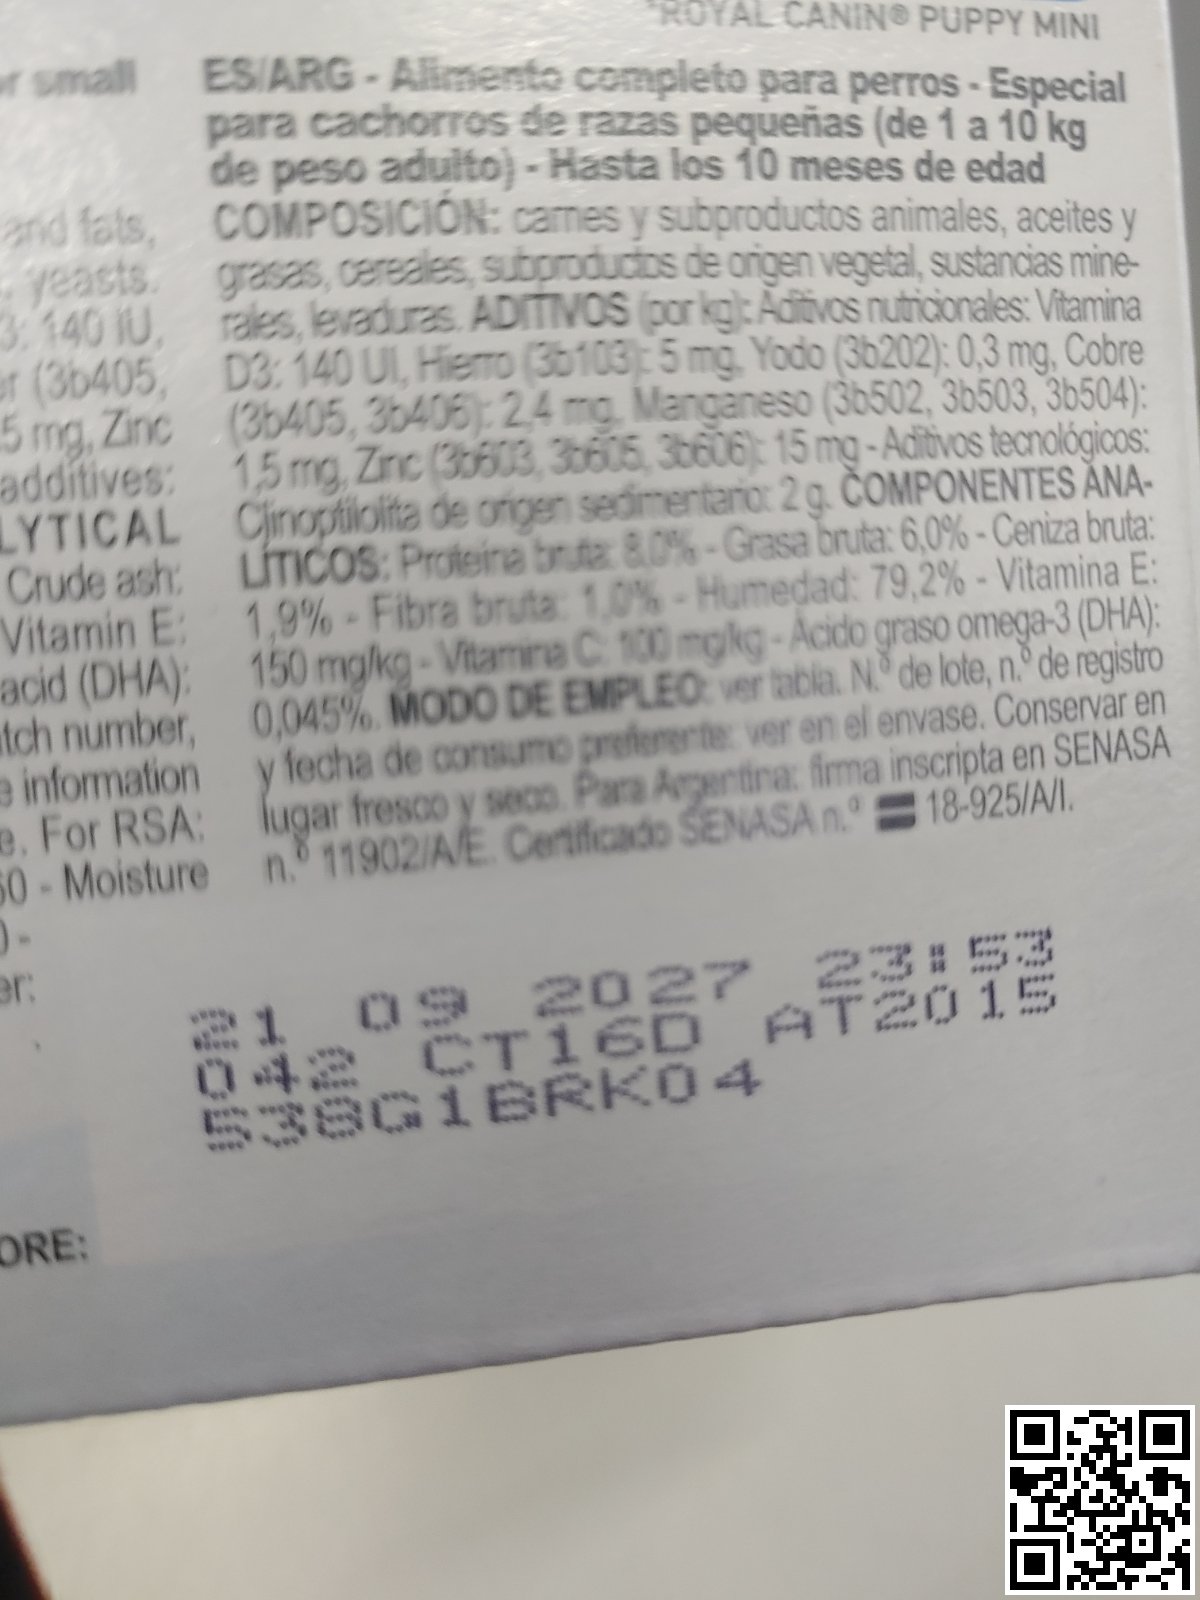 *ROYAL CANIN® PUPPY MINI
ES/ARG - Alimento completo para perros - Especial
para cachorros de razas pequeñas (de 1 a 10 kg
de peso adulto) - Hasta los 10 meses de edad
COMPOSICIÓN: carnes y subproductos animales, aceites y
grasas, cereales, subproductos de origen vegetal, sustancias mine-
rales, levaduras. ADITIVOS (por kg): Aditivos nutricionales: Vitamina
D3: 140 UI, Hierro (3b103): 5 mg, Yodo (3b202): 0,3 mg, Cobre
(3b405, 3b406): 2,4 mg, Manganeso (3b502, 3b503, 3b504):
1,5 mg, Zinc (3b603, 3b605, 3b606): 15 mg - Aditivos tecnológicos:
Clinoptilolita de origen sedimentario: 2 g. COMPONENTES ANA-
LÍTICOS: Proteína bruta: 8,0% - Grasa bruta: 6,0% - Ceniza bruta:
1,9% - Fibra bruta: 1,0% - Humedad: 79,2% - Vitamina E:
150 mg/kg - Vitamina C: 100 mg/kg - Ácido graso omega-3 (DHA):
0,045%. MODO DE EMPLEO: ver tabla. N.º de lote, n.º de registro
y fecha de consumo preferente: ver en el envase. Conservar en
lugar fresco y seco. Para Argentina: firma inscripta en SENASA
n.º 11902/A/E. Certificado SENASA n.º = 18-925/A/I.
small
and fats,
yeasts.
3: 140 IU,
(3b405,
5 mg, Zinc
additives:
LYTICAL
Crude ash:
Vitamin E:
acid (DHA):
tch number,
information
For RSA:
60 - Moisture
) -
er:
ORE:
21 09 2027 23:53
042 CT16D AT2015
538G1BRK04